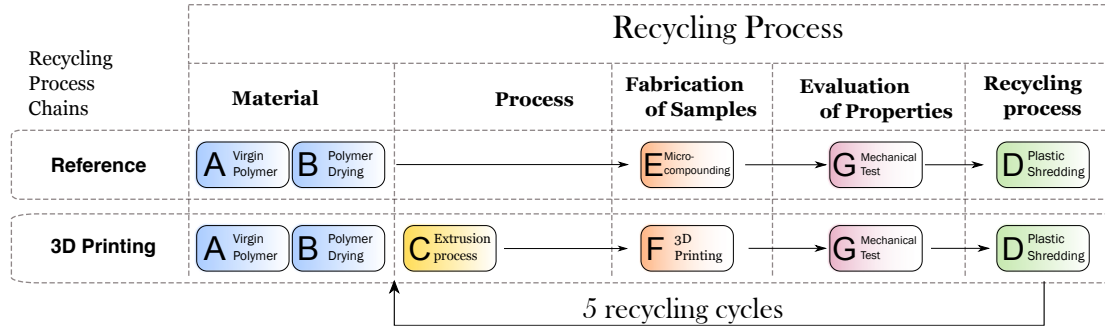 Recycling Process
Recycling
Process
Chains
Material
Process
Fabrication
of Samples
Evaluation
of Properties
Recycling
process
Reference
A Virgin
Polymer
B Polymer
Drying
E Micro-
compounding
G Mechanical
Test
D Plastic
Shredding
3D Printing
A Virgin
Polymer
B Polymer
Drying
C Extrusion
process
F 3D
Printing
G Mechanical
Test
D Plastic
Shredding
5 recycling cycles